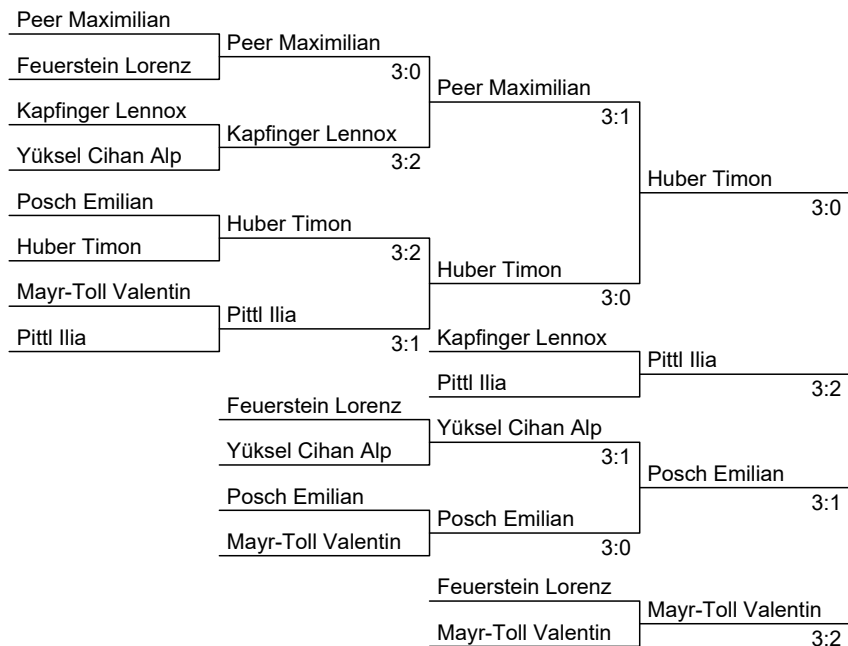 Peer Maximilian
Peer Maximilian
Feuerstein Lorenz
3:0
Peer Maximilian
Kapfinger Lennox
3:1
Kapfinger Lennox
Yüksel Cihan Alp
3:2
Huber Timon
Posch Emilian
3:0
Huber Timon
Huber Timon
3:2
Huber Timon
Mayr-Toll Valentin
3:0
Pittl Ilia
Pittl Ilia
3:1
Kapfinger Lennox
Pittl Ilia
Pittl Ilia
3:2
Feuerstein Lorenz
Yüksel Cihan Alp
Yüksel Cihan Alp
3:1
Posch Emilian
Posch Emilian
3:1
Posch Emilian
Mayr-Toll Valentin
3:0
Feuerstein Lorenz
Mayr-Toll Valentin
Mayr-Toll Valentin
3:2